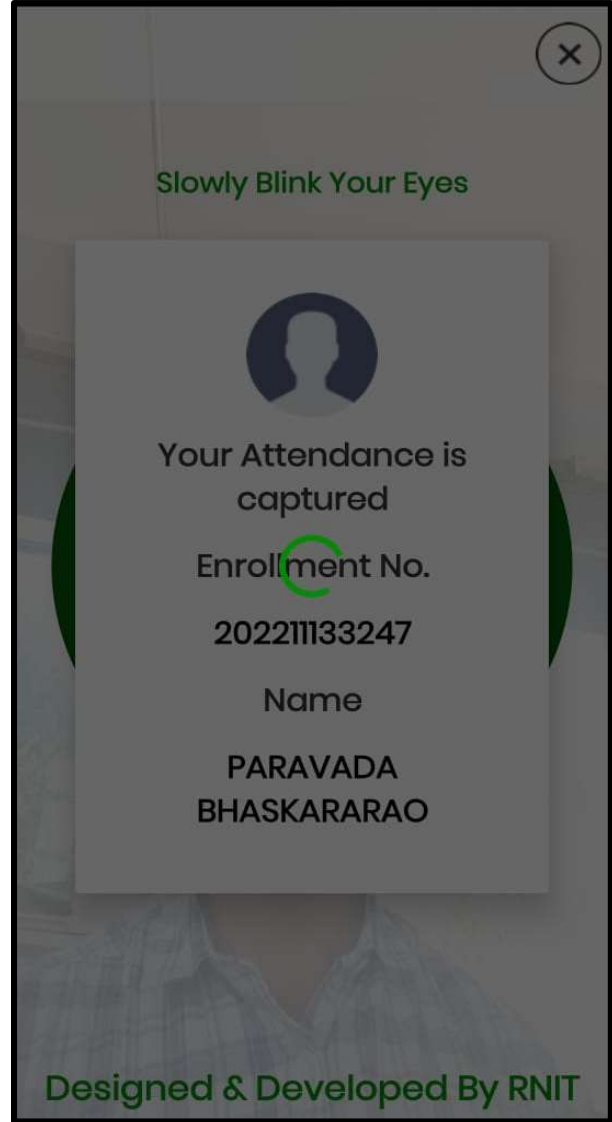 Slowly Blink Your Eyes
Your Attendance is
captured
Enrollment No.
202211133247
Name
PARAVADA
BHASKARARAO
Designed & Developed By RNIT